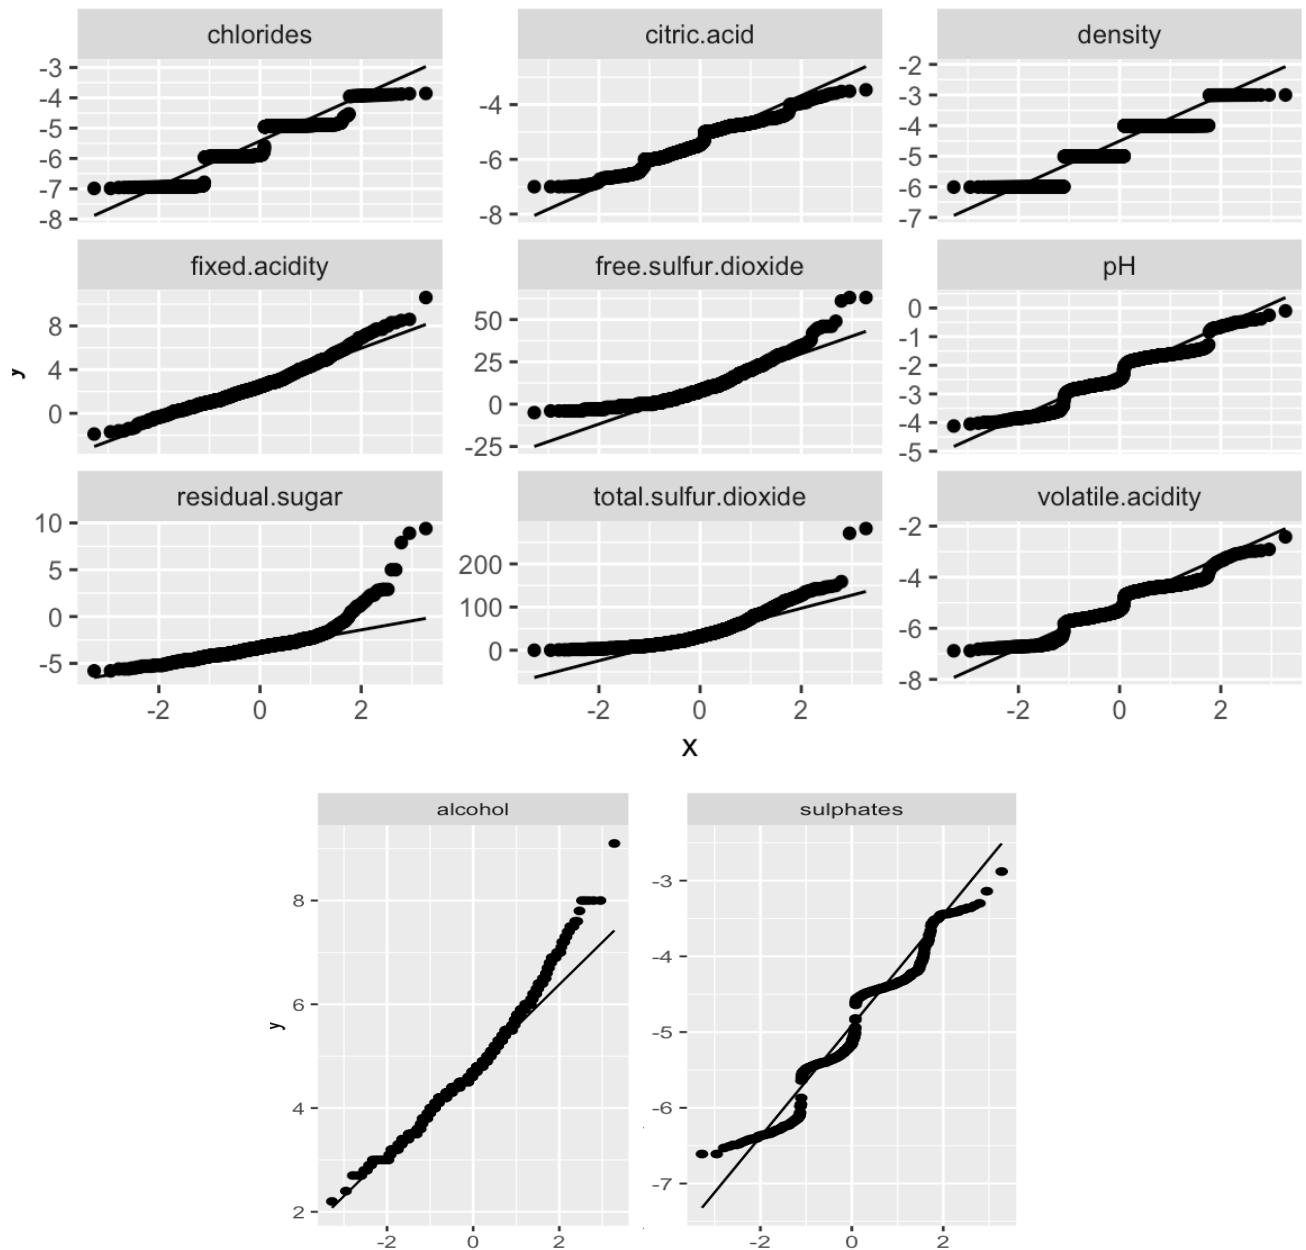 chlorides citric.acid density
-3 -4 -5 -6 -7 -8
-4 -6 -8
-2 -3 -4 -5 -6 -7
fixed.acidity free.sulfur.dioxide pH
8 4 0
50 25 0 -25
0 -1 -2 -3 -4 -5
y
residual.sugar total.sulfur.dioxide volatile.acidity
10 5 0 -5
200 100 0
-2 -4 -6 -8
-2 0 2 -2 0 2 -2 0 2
x
alcohol sulphates
8 6 4 2
-3 -4 -5 -6 -7
y
-2 0 2 -2 0 2